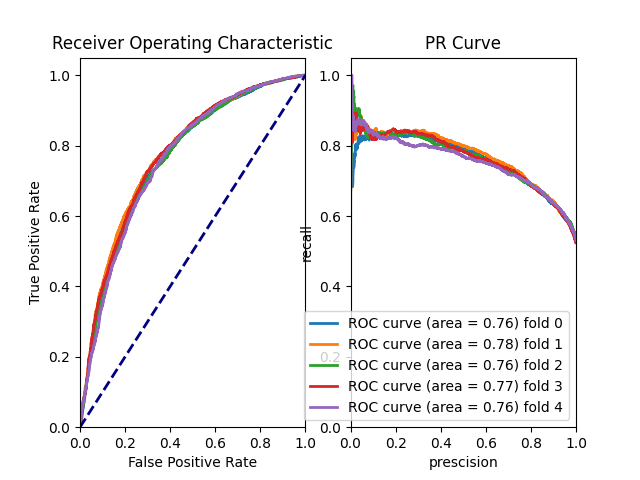 Receiver Operating Characteristic
PR Curve
True Positive Rate
1.0
0.8
0.6
0.4
0.2
0.0
0.0 0.2 0.4 0.6 0.8 1.0
False Positive Rate
recall
1.0
0.8
0.6
0.4
0.2
0.0
0.0 0.2 0.4 0.6 0.8 1.0
prescision
ROC curve (area = 0.76) fold 0
ROC curve (area = 0.78) fold 1
ROC curve (area = 0.76) fold 2
ROC curve (area = 0.77) fold 3
ROC curve (area = 0.76) fold 4